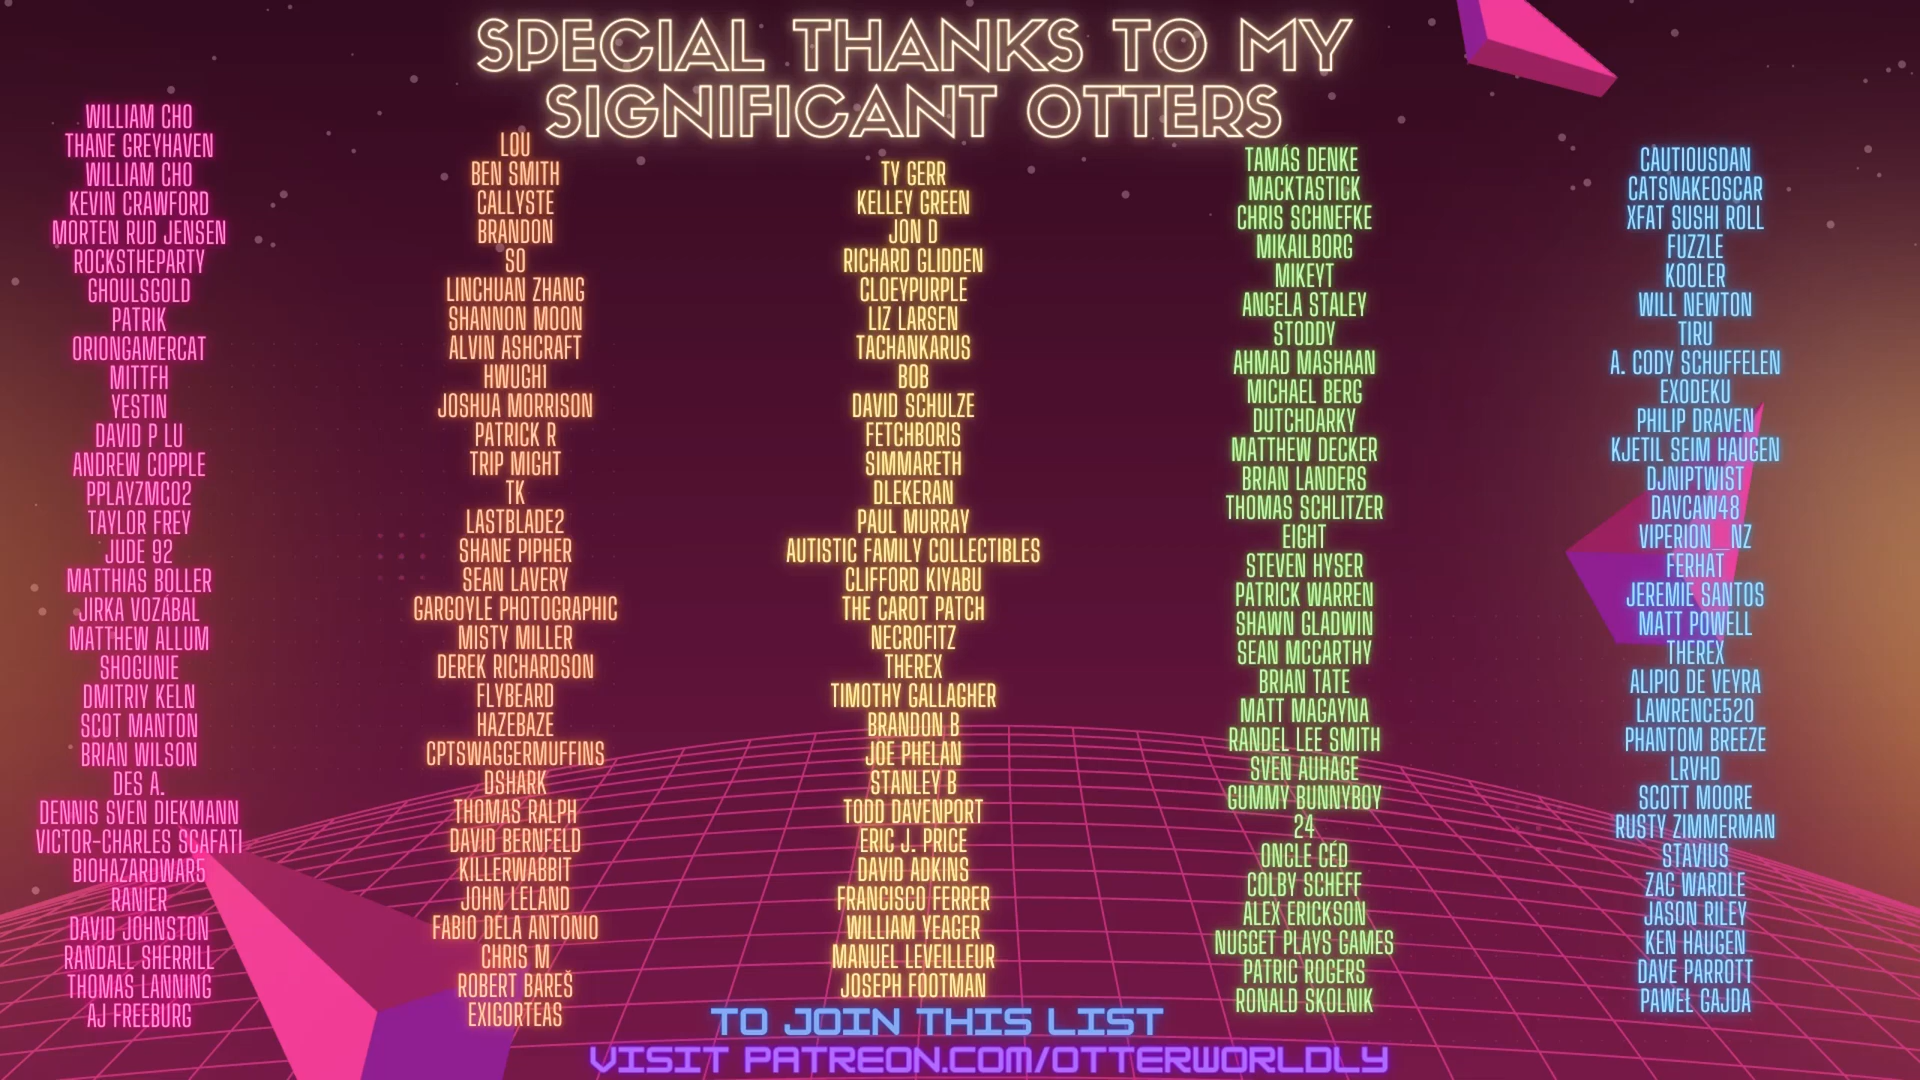 SPECIAL THANKS TO MY
SIGNIFICANT OTTERS
WILLIAM CHO
THANE GREYHAVEN
WILLIAM CHO
KEVIN CRAWFORD
MORTEN RUD JENSEN
ROCKSTHEPARTY
GHOULSGOLD
PATRIK
ORIONGAMERCAT
MITTFH
YESTIN
DAVID P LU
ANDREW COPPLE
PPLAYZMC02
TAYLOR FREY
JUDE 92
MATTHIAS BOLLER
JIRKA VOZÁBAL
MATTHEW ALLUM
SHOGUNIE
DMITRIY KELN
SCOT MANTON
BRIAN WILSON
DES A.
DENNIS SVEN DIEKMANN
VICTOR-CHARLES SCAFATI
BIOHAZARDWAR5
RANIER
DAVID JOHNSTON
RANDALL SHERRILL
THOMAS LANNING
AJ FREEBURG
LOU
BEN SMITH
CALLYSTE
BRANDON
SO
LINCHUAN ZHANG
SHANNON MOON
ALVIN ASHCRAFT
HWUGHI
JOSHUA MORRISON
PATRICK R
TRIP MIGHT
TK
LASTBLADE2
SHANE PIPHER
SEAN LAVERY
GARGOYLE PHOTOGRAPHIC
MISTY MILLER
DEREK RICHARDSON
FLYBEARD
HAZEBAZE
CPTSWAGGERMUFFINS
DSHARK
THOMAS RALPH
DAVID BERNFELD
KILLERWABBIT
JOHN LELAND
FABIO DELA ANTONIO
CHRIS M
ROBERT BAREŠ
EXIGORTEAS
TY GERR
KELLEY GREEN
JON D
RICHARD GLIDDEN
CLOEYPURPLE
LIZ LARSEN
TACHANKARUS
BOB
DAVID SCHULZE
FETCHBORIS
SIMMARETH
DLEKERAN
PAUL MURRAY
AUTISTIC FAMILY COLLECTIBLES
CLIFFORD KIYABU
THE CAROT PATCH
NECROFITZ
THEREX
TIMOTHY GALLAGHER
BRANDON B
JOE PHELAN
STANLEY B
TODD DAVENPORT
ERIC J. PRICE
DAVID ADKINS
FRANCISCO FERRER
WILLIAM YEAGER
MANUEL LEVEILLEUR
JOSEPH FOOTMAN
TAMÁS DENKE
MACKTASTICK
CHRIS SCHNEFKE
MIKAILBORG
MIKEYT
ANGELA STALEY
STODDY
AHMAD MASHAAN
MICHAEL BERG
DUTCHDARKY
MATTHEW DECKER
BRIAN LANDERS
THOMAS SCHLITZER
EIGHT
STEVEN HYSER
PATRICK WARREN
SHAWN GLADWIN
SEAN MCCARTHY
BRIAN TATE
MATT MAGAYNA
RANDEL LEE SMITH
SVEN AUHAGE
GUMMY BUNNYBOY
24
ONCLE CÉD
COLBY SCHEFF
ALEX ERICKSON
NUGGET PLAYS GAMES
PATRIC ROGERS
RONALD SKOLNIK
CAUTIOUSDAN
CATSNAKEOSCAR
XFAT SUSHI ROLL
FUZZLE
KOOLER
WILL NEWTON
TIRU
A. CODY SCHUFFELEN
EXODEKU
PHILIP DRAVEN
KJETIL SEIM HAUGEN
DJNIPTWIST
DAVCAW48
VIPERION__NZ
FERHAT
JEREMIE SANTOS
MATT POWELL
THEREX
ALIPIO DE VEYRA
LAWRENCE520
PHANTOM BREEZE
LRVHD
SCOTT MOORE
RUSTY ZIMMERMAN
STAVIUS
ZAC WARDLE
JASON RILEY
KEN HAUGEN
DAVE PARROTT
PAWEŁ GAJDA
TO JOIN THIS LIST
VISIT PATREON.COM/OTTERWORLDLY